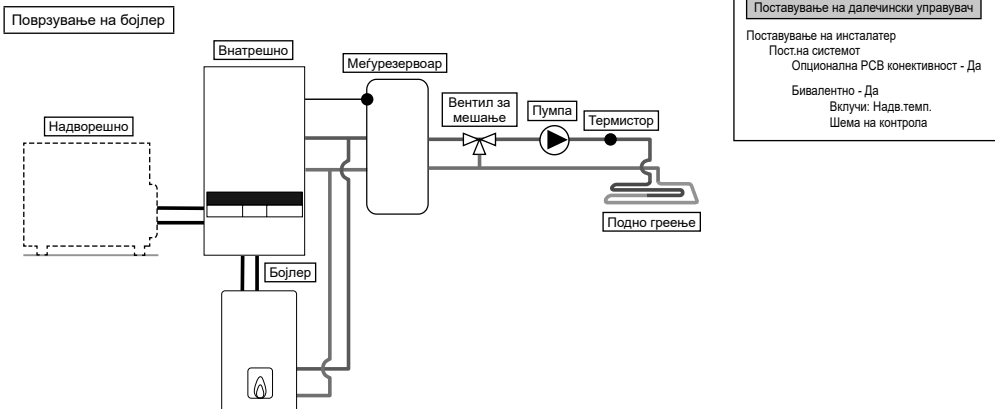 Поврзување на бојлер
Внатрешно
Меѓурезервоар
Вентил за
мешање
Пумпа
Термистор
Надворешно
Подно греење
Бојлер
Поставување на далечински управувач
Поставување на инсталатер
Пост.на системот
Опционална PCB конективност - Да
Бивалентно - Да
Вклучи: Надв.темп.
Шема на контрола